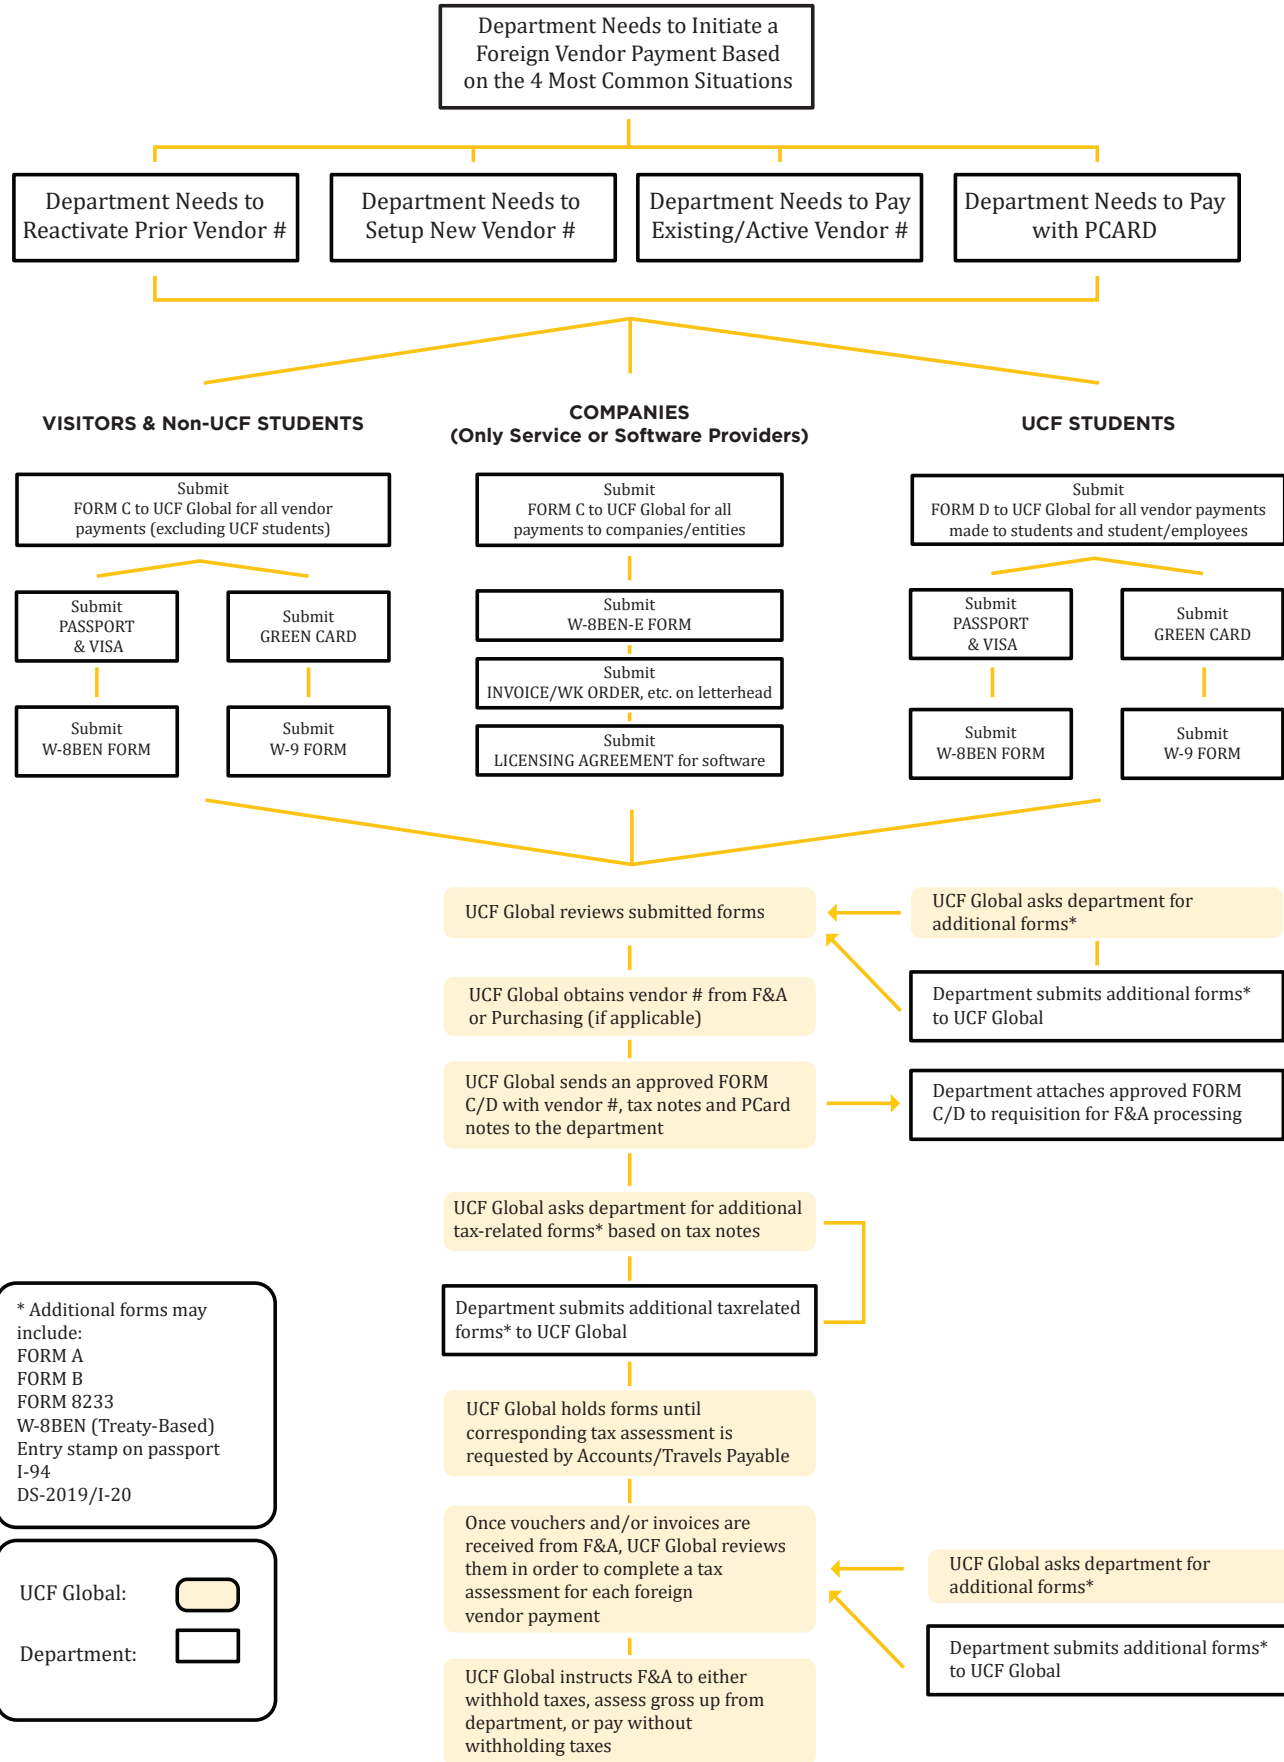 Department Needs to Initiate a
Foreign Vendor Payment Based
on the 4 Most Common Situations
Department Needs to
Reactivate Prior Vendor #
Department Needs to
Setup New Vendor #
Department Needs to Pay
Existing/Active Vendor #
Department Needs to Pay
with PCARD
VISITORS & Non-UCF STUDENTS
COMPANIES
(Only Service or Software Providers)
UCF STUDENTS
Submit
FORM C to UCF Global for all vendor
payments (excluding UCF students)
Submit
FORM C to UCF Global for all
payments to companies/entities
Submit
FORM D to UCF Global for all vendor payments
made to students and student/employees
Submit
PASSPORT
& VISA
Submit
GREEN CARD
Submit
W-8BEN-E FORM
Submit
PASSPORT
& VISA
Submit
GREEN CARD
Submit
INVOICE/WK ORDER, etc. on letterhead
Submit
W-8BEN FORM
Submit
W-9 FORM
Submit
LICENSING AGREEMENT for software
Submit
W-8BEN FORM
Submit
W-9 FORM
UCF Global reviews submitted forms
UCF Global asks department for
additional forms*
UCF Global obtains vendor # from F&A
or Purchasing (if applicable)
Department submits additional forms*
to UCF Global
UCF Global sends an approved FORM
C/D with vendor #, tax notes and PCard
notes to the department
Department attaches approved FORM
C/D to requisition for F&A processing
UCF Global asks department for additional
tax-related forms* based on tax notes
Department submits additional taxrelated
forms* to UCF Global
* Additional forms may
include:
FORM A
FORM B
FORM 8233
W-8BEN (Treaty-Based)
Entry stamp on passport
I-94
DS-2019/I-20
UCF Global holds forms until
corresponding tax assessment is
requested by Accounts/Travels Payable
Once vouchers and/or invoices are
received from F&A, UCF Global reviews
them in order to complete a tax
assessment for each foreign
vendor payment
UCF Global asks department for
additional forms*
Department submits additional forms*
to UCF Global
UCF Global:
Department:
UCF Global instructs F&A to either
withhold taxes, assess gross up from
department, or pay without
withholding taxes